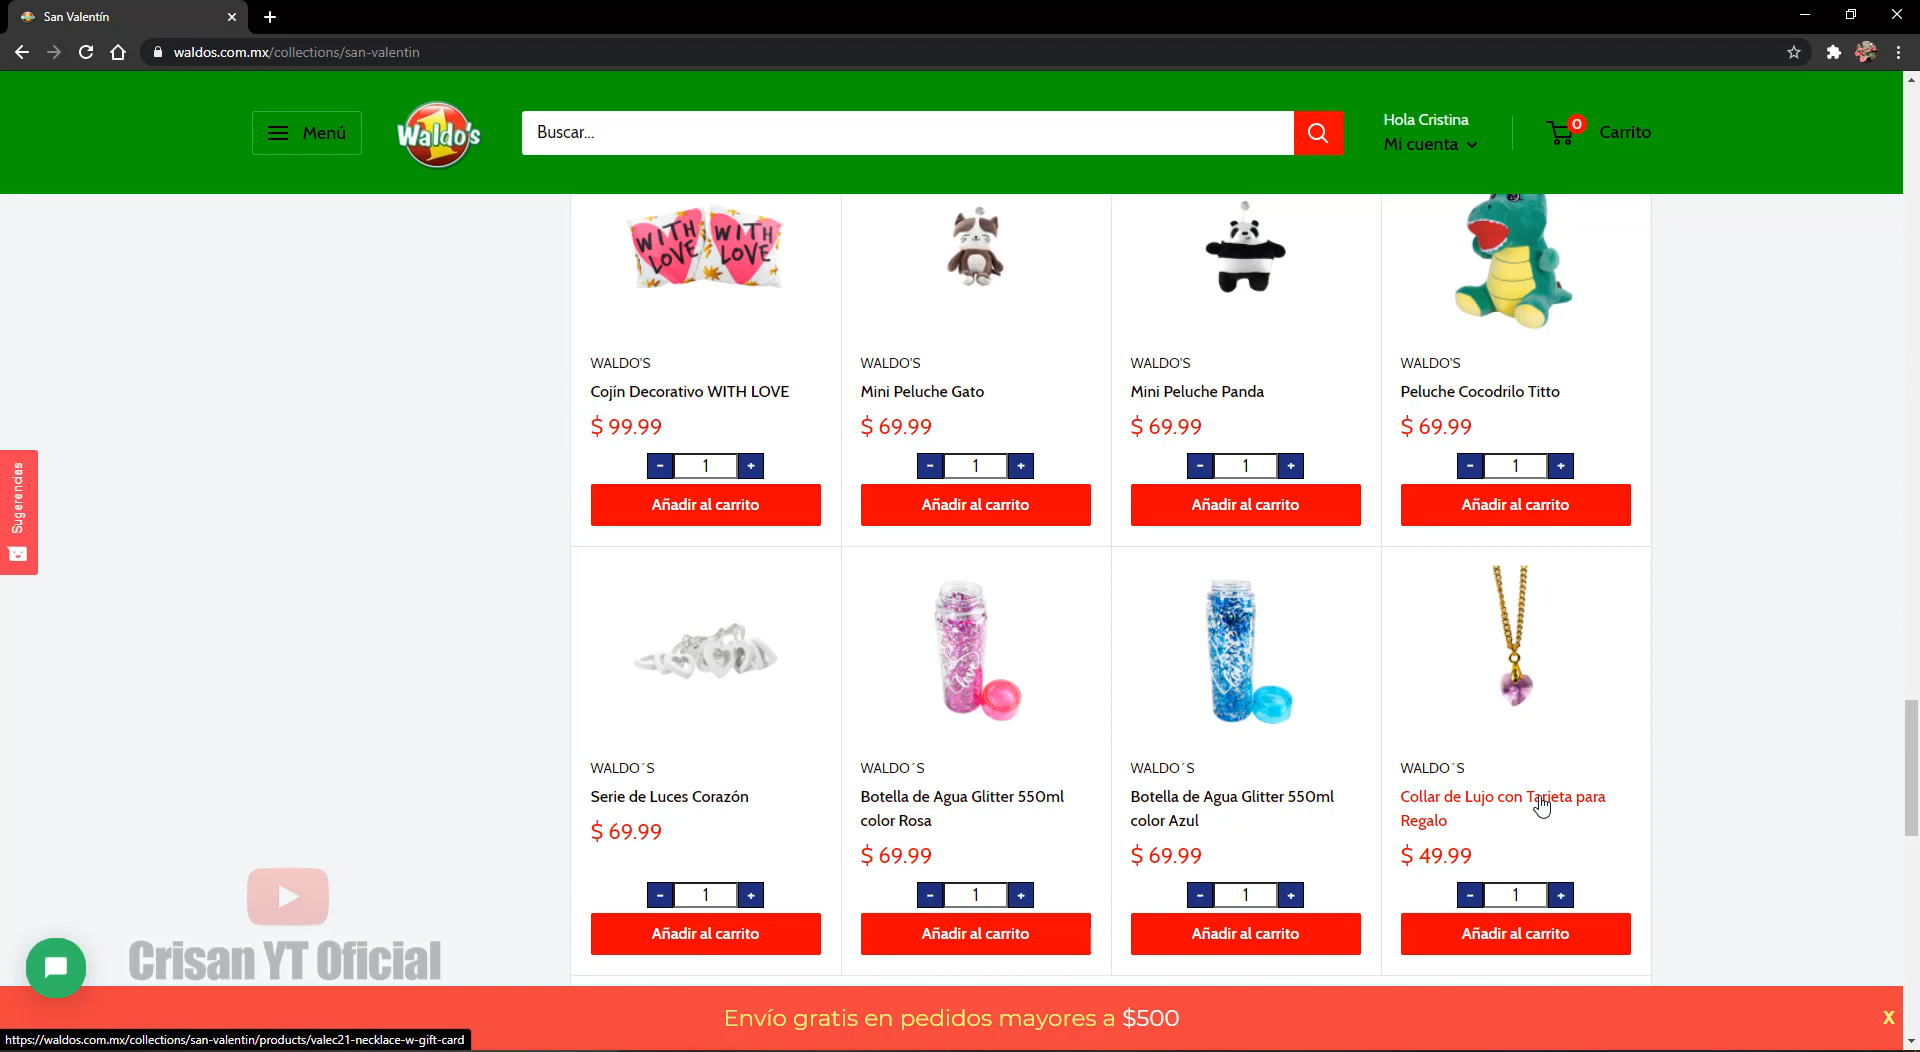 San Valentín
waldos.com.mx/collections/san-valentin
Menú
Waldo's
Buscar...
Hola Cristina
Mi cuenta
0
Carrito
WITH LOVE
WITH LOVE
WALDO'S
Cojín Decorativo WITH LOVE
$ 99.99
- 1 +
Añadir al carrito
WALDO'S
Mini Peluche Gato
$ 69.99
- 1 +
Añadir al carrito
WALDO'S
Mini Peluche Panda
$ 69.99
- 1 +
Añadir al carrito
WALDO'S
Peluche Cocodrilo Titto
$ 69.99
- 1 +
Añadir al carrito
Sugerencias
WALDO´S
Serie de Luces Corazón
$ 69.99
- 1 +
Añadir al carrito
WALDO´S
Botella de Agua Glitter 550ml
color Rosa
$ 69.99
- 1 +
Añadir al carrito
WALDO´S
Botella de Agua Glitter 550ml
color Azul
$ 69.99
- 1 +
Añadir al carrito
WALDO´S
Collar de Lujo con Tarjeta para
Regalo
$ 49.99
- 1 +
Añadir al carrito
Crisan YT Oficial
Envío gratis en pedidos mayores a $500
X
https://waldos.com.mx/collections/san-valentin/products/valec21-necklace-w-gift-card